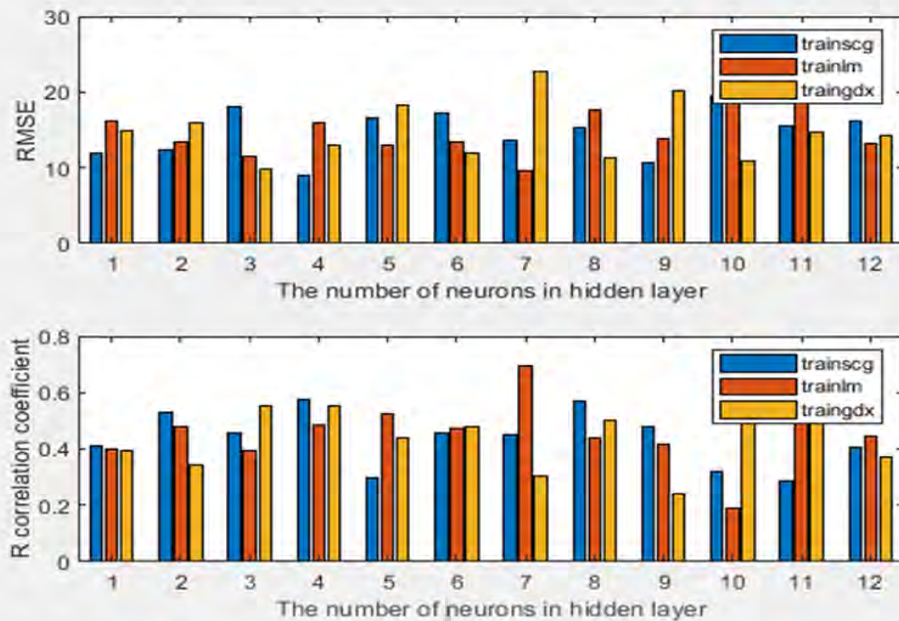 30
20
10
0
RMSE
trainscg
trainlm
traingdx
1 2 3 4 5 6 7 8 9 10 11 12
The number of neurons in hidden layer
0.8
0.6
0.4
0.2
0
R correlation coefficient
trainscg
trainlm
traingdx
1 2 3 4 5 6 7 8 9 10 11 12
The number of neurons in hidden layer